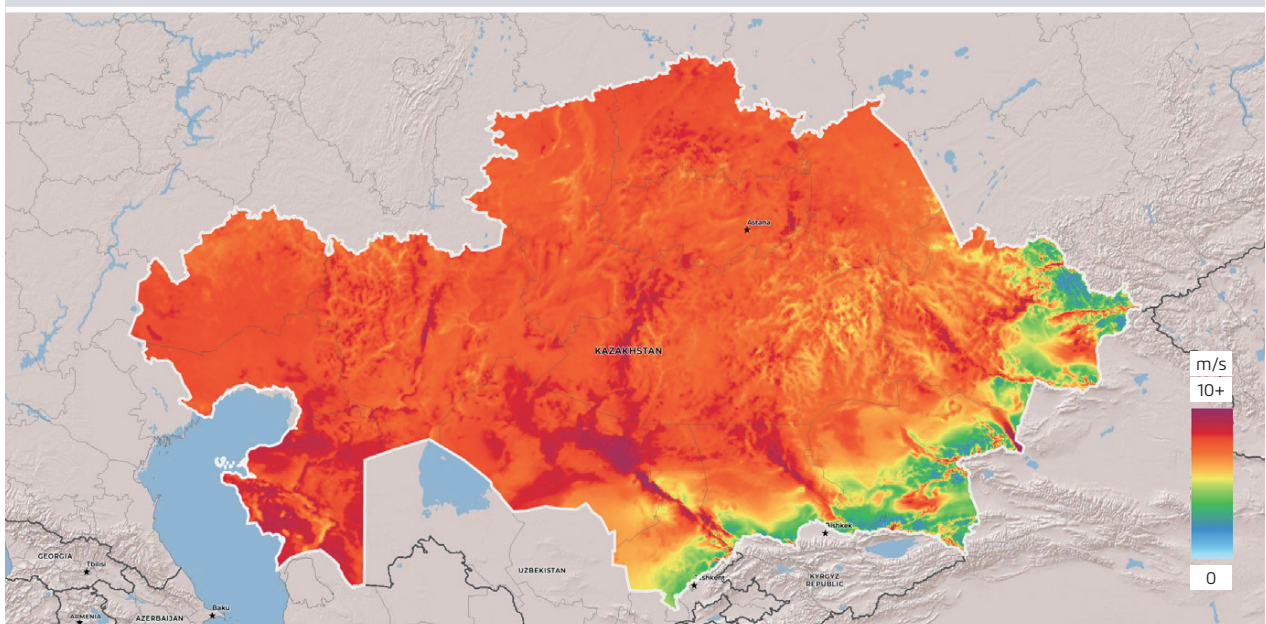 Astana
KAZAKHSTAN
m/s
10+
0
Bishkek
GEORGIA
Tbilisi
UZBEKISTAN
KYRGYZ
REPUBLIC
Baku
ARMENIA
AZERBAIJAN